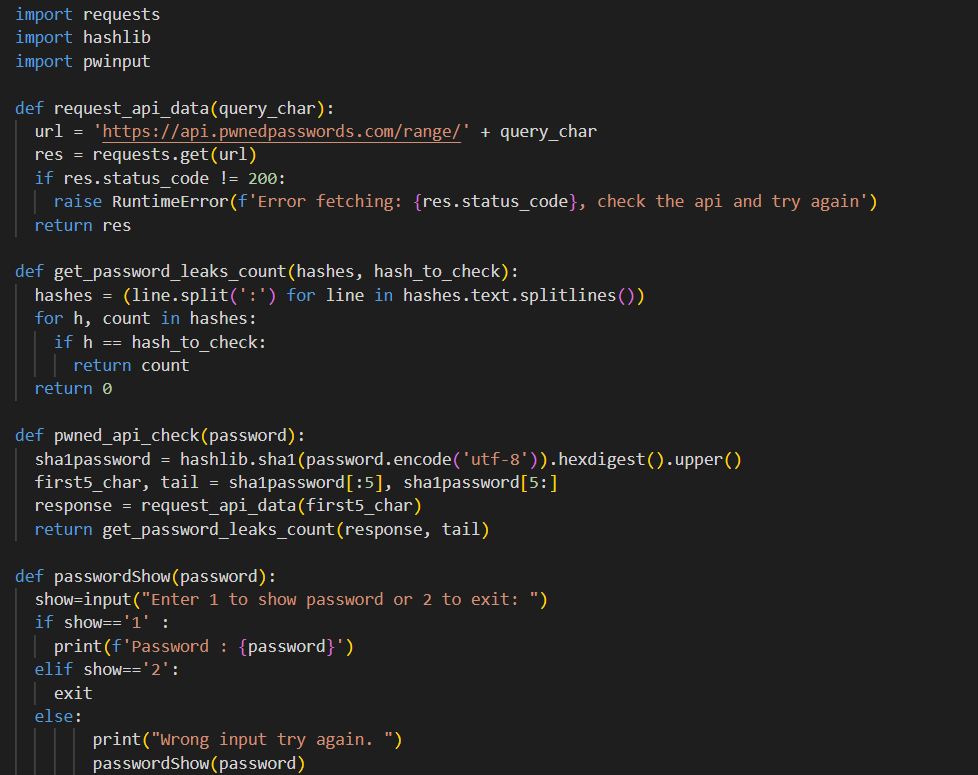 import requests
import hashlib
import pwinput

def request_api_data(query_char):
  url = 'https://api.pwnedpasswords.com/range/' + query_char
  res = requests.get(url)
  if res.status_code != 200:
    raise RuntimeError(f'Error fetching: {res.status_code}, check the api and try again')
  return res

def get_password_leaks_count(hashes, hash_to_check):
  hashes = (line.split(':') for line in hashes.text.splitlines())
  for h, count in hashes:
    if h == hash_to_check:
      return count
  return 0

def pwned_api_check(password):
  sha1password = hashlib.sha1(password.encode('utf-8')).hexdigest().upper()
  first5_char, tail = sha1password[:5], sha1password[5:]
  response = request_api_data(first5_char)
  return get_password_leaks_count(response, tail)

def passwordShow(password):
  show=input("Enter 1 to show password or 2 to exit: ")
  if show=='1' :
    print(f'Password : {password}')
  elif show=='2':
    exit
  else:
        print("Wrong input try again. ")
        passwordShow(password)